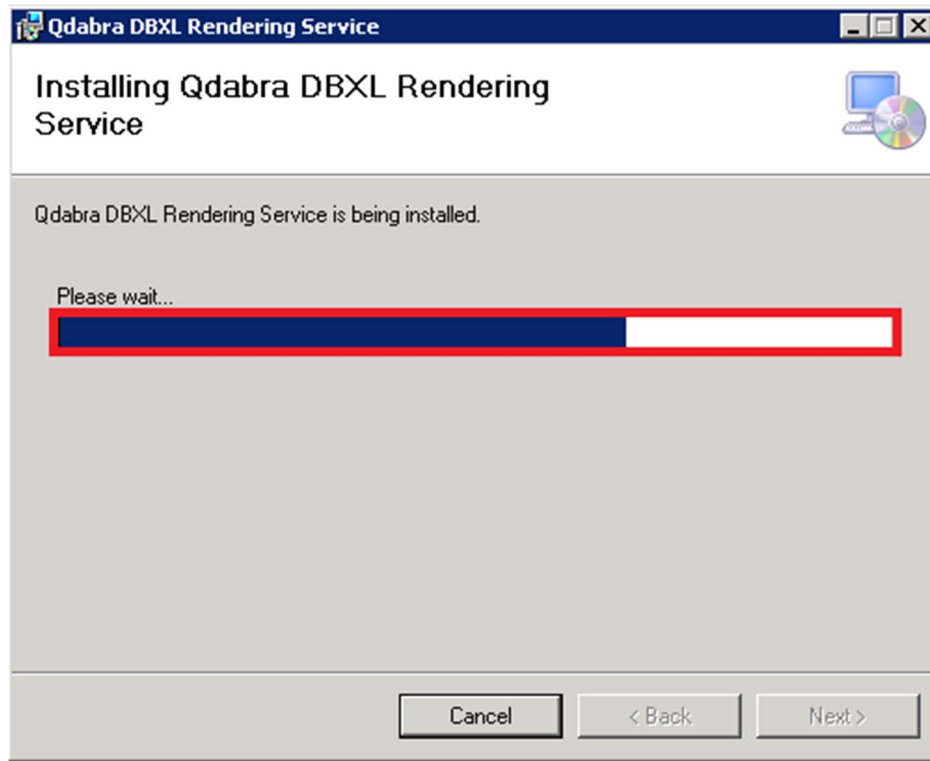 Qdabra DBXL Rendering Service
Installing Qdabra DBXL Rendering
Service
Qdabra DBXL Rendering Service is being installed.
Please wait...
Cancel
< Back
Next >